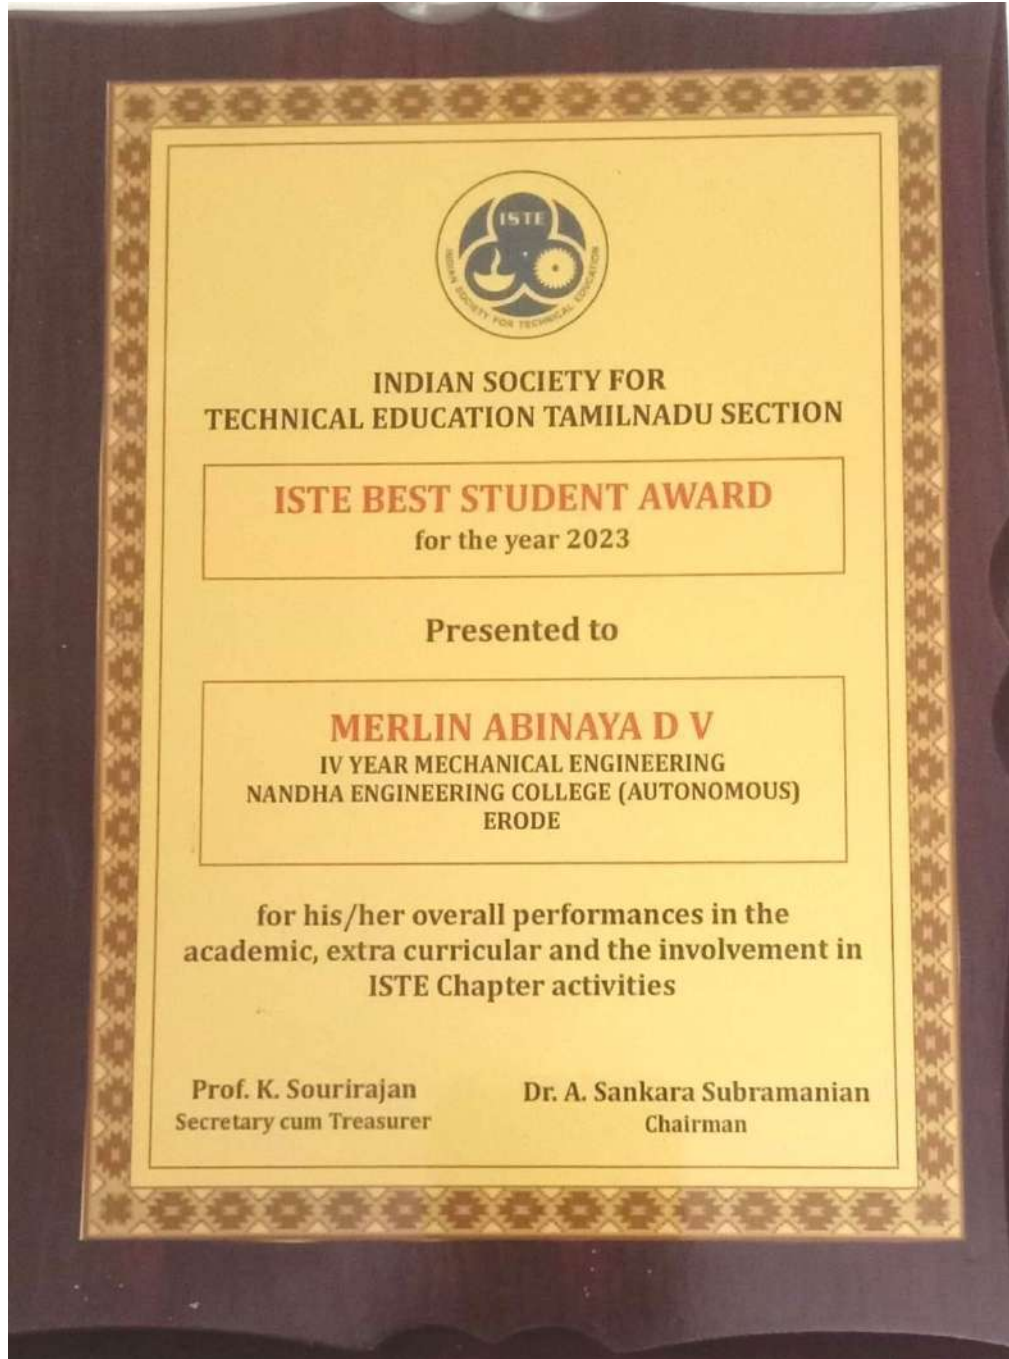 ISTE
INDIAN SOCIETY FOR TECHNICAL EDUCATION
INDIAN SOCIETY FOR
TECHNICAL EDUCATION TAMILNADU SECTION
ISTE BEST STUDENT AWARD
for the year 2023
Presented to
MERLIN ABINAYA D V
IV YEAR MECHANICAL ENGINEERING
NANDHA ENGINEERING COLLEGE (AUTONOMOUS)
ERODE
for his/her overall performances in the
academic, extra curricular and the involvement in
ISTE Chapter activities
Prof. K. Sourirajan
Secretary cum Treasurer
Dr. A. Sankara Subramanian
Chairman